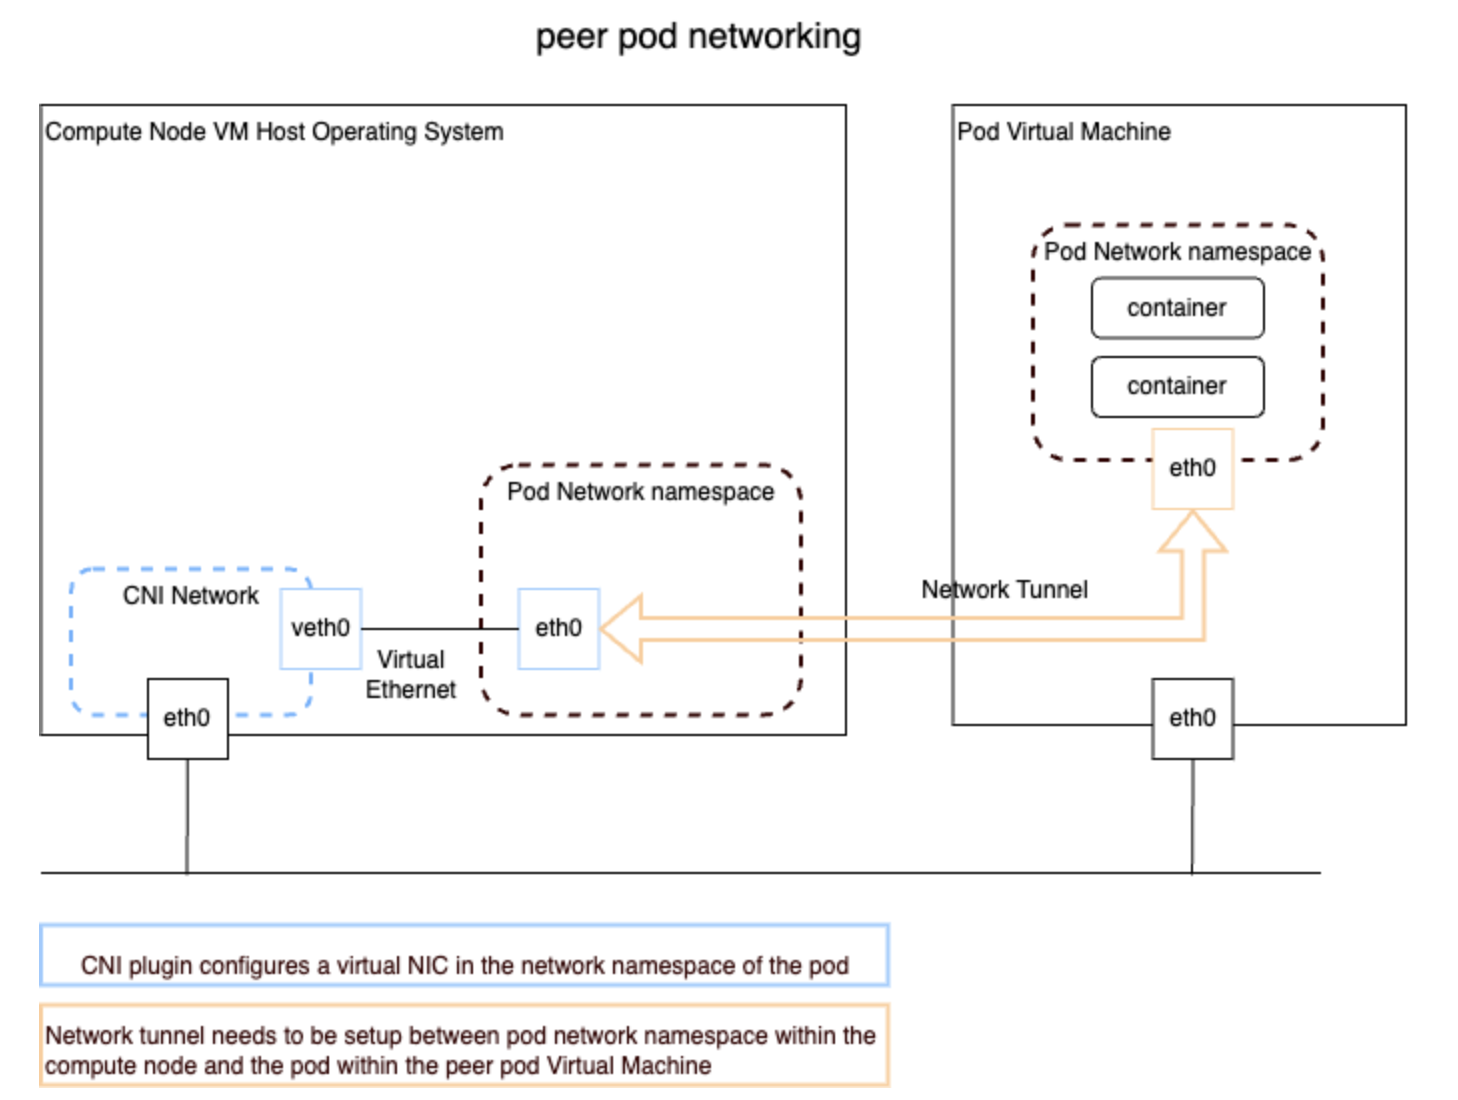 peer pod networking
Compute Node VM Host Operating System
Pod Virtual Machine
Pod Network namespace
container
container
eth0
Pod Network namespace
CNI Network
veth0
eth0
Network Tunnel
Virtual
Ethernet
eth0
eth0
CNI plugin configures a virtual NIC in the network namespace of the pod
Network tunnel needs to be setup between pod network namespace within the
compute node and the pod within the peer pod Virtual Machine